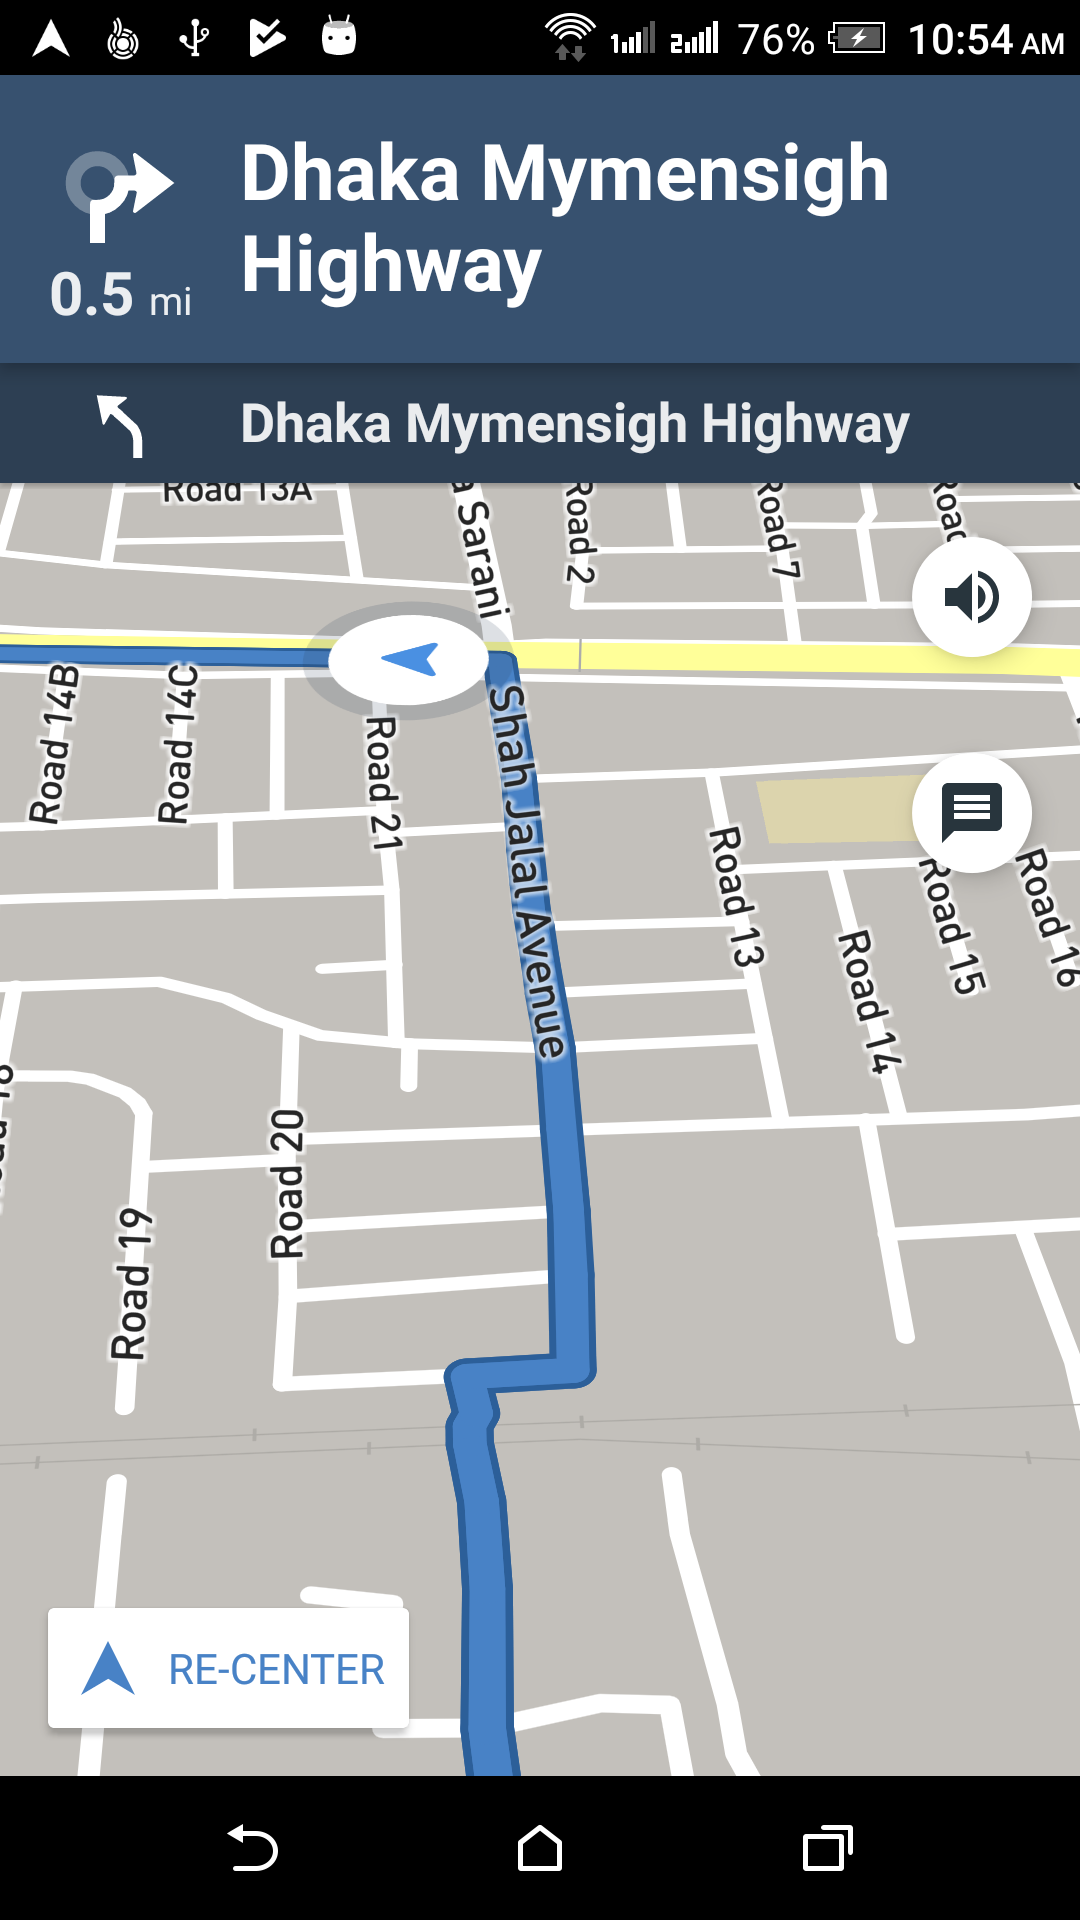 76% 10:54 AM
Dhaka Mymensigh
Highway
0.5 mi
Dhaka Mymensigh Highway
Road 13A
Sarani
Road 2
Road 7
Road
Road 14B
Road 14C
Road 21
Shah Jalal Avenue
Road 13
Road 14
Road 15
Road 16
Road 20
Road 19
RE-CENTER